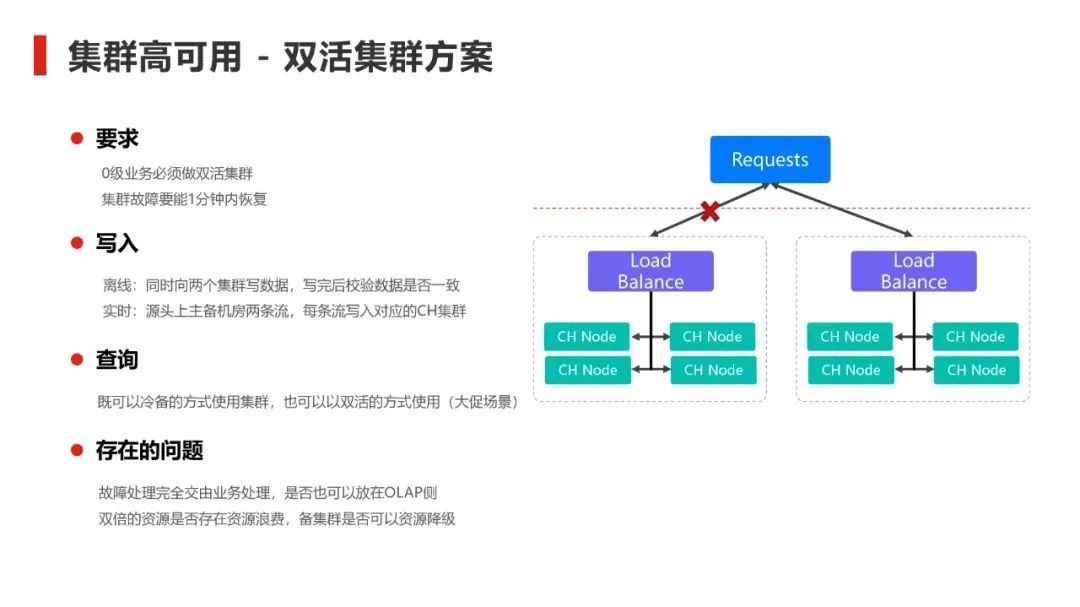 集群高可用 - 双活集群方案
要求
0级业务必须做双活集群
集群故障要能1分钟内恢复
写入
离线：同时向两个集群写数据，写完后校验数据是否一致
实时：源头上主备机房两条流，每条流写入对应的CH集群
查询
既可以冷备的方式使用集群，也可以以双活的方式使用（大促场景）
存在的问题
故障处理完全交由业务处理，是否也可以放在OLAP侧
双倍的资源是否存在资源浪费，备集群是否可以资源降级
Requests
Load
Balance
CH Node
CH Node
CH Node
CH Node
Load
Balance
CH Node
CH Node
CH Node
CH Node